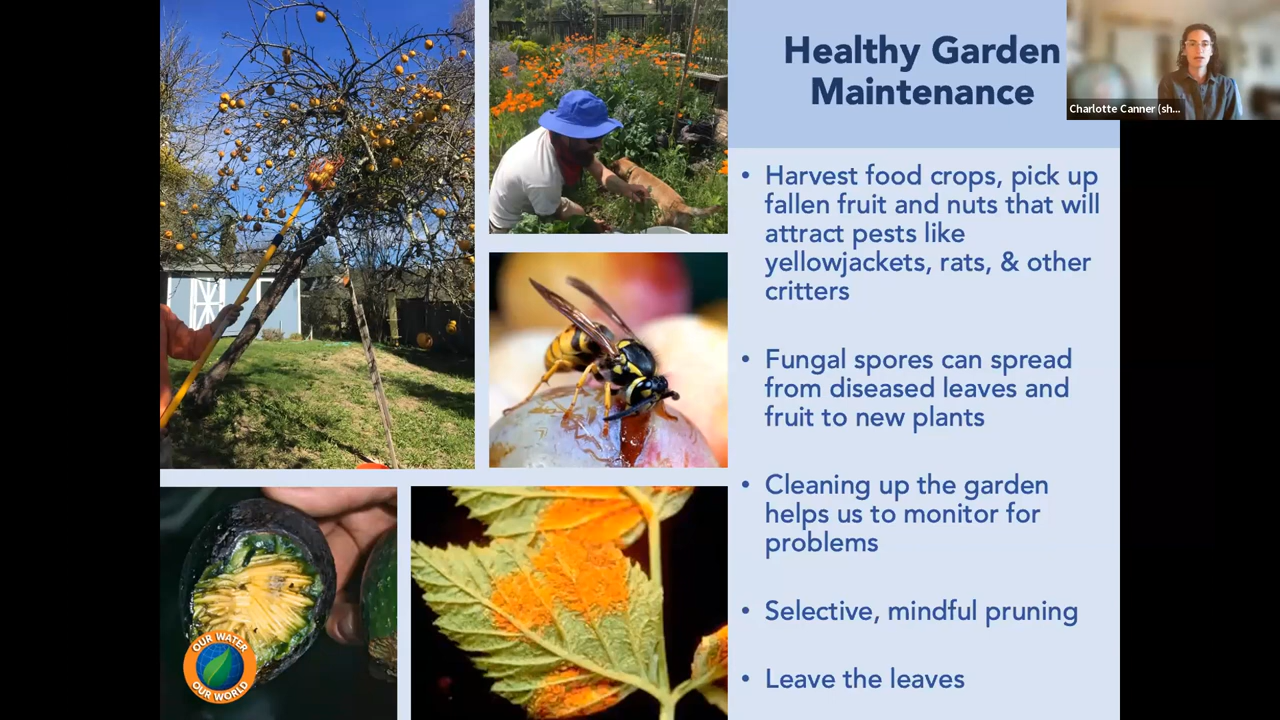 Healthy Garden
Maintenance
Charlotte Canner (sh...
• Harvest food crops, pick up
fallen fruit and nuts that will
attract pests like
yellowjackets, rats, & other
critters
• Fungal spores can spread
from diseased leaves and
fruit to new plants
• Cleaning up the garden
helps us to monitor for
problems
• Selective, mindful pruning
• Leave the leaves
OUR WATER
OUR WORLD